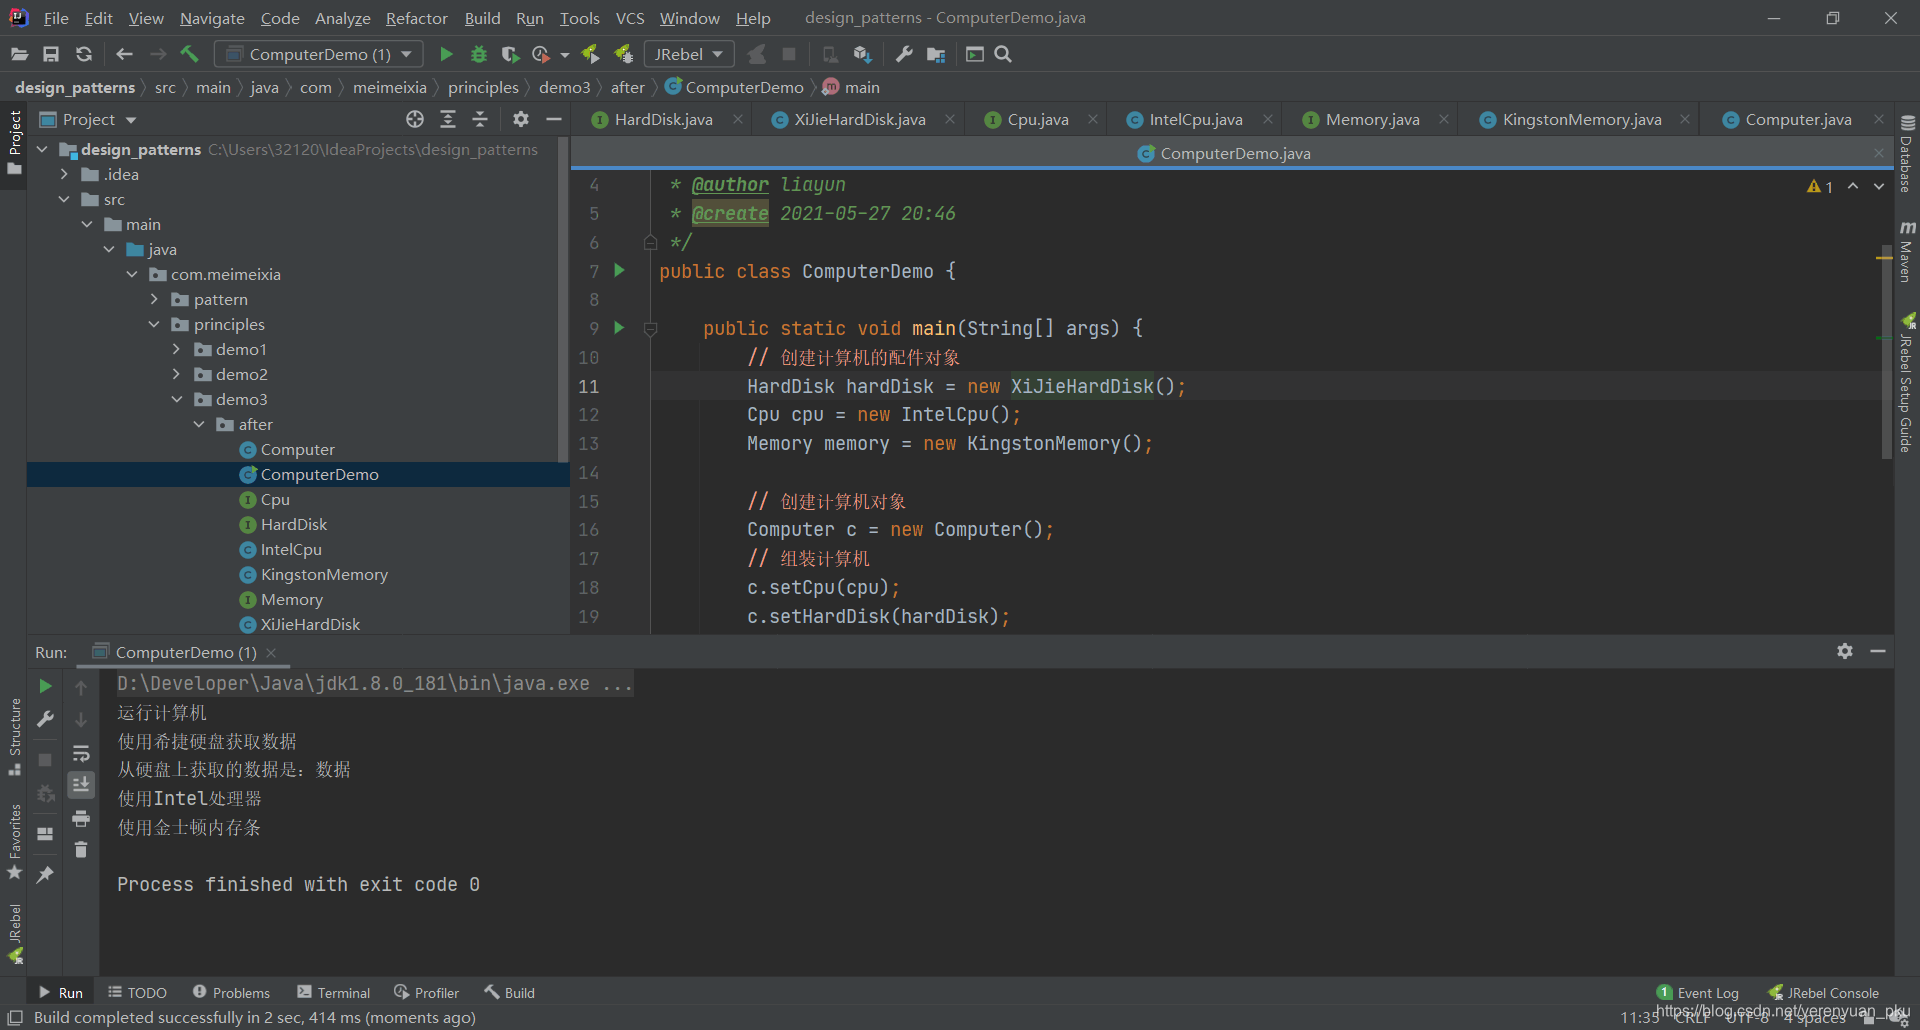 File Edit View Navigate Code Analyze Refactor Build Run Tools VCS Window Help design_patterns - ComputerDemo.java
ComputerDemo (1) JRebel
design_patterns src main java com meimeixia principles demo3 after ComputerDemo main
Project
HardDisk.java XiJieHardDisk.java Cpu.java IntelCpu.java Memory.java KingstonMemory.java Computer.java
ComputerDemo.java
design_patterns C:\Users\32120\IdeaProjects\design_patterns
.idea
src
main
java
com.meimeixia
pattern
principles
demo1
demo2
demo3
after
Computer
ComputerDemo
Cpu
HardDisk
IntelCpu
KingstonMemory
Memory
XiJieHardDisk
4 * @author liayun
5 * @create 2021-05-27 20:46
6 */
7 public class ComputerDemo {
8
9 public static void main(String[] args) {
10 // 创建计算机的配件对象
11 HardDisk hardDisk = new XiJieHardDisk();
12 Cpu cpu = new IntelCpu();
13 Memory memory = new KingstonMemory();
14
15 // 创建计算机对象
16 Computer c = new Computer();
17 // 组装计算机
18 c.setCpu(cpu);
19 c.setHardDisk(hardDisk);
1
Project
Structure
Favorites
JRebel
Database
Maven
JRebel Setup Guide
Run: ComputerDemo (1)
D:\Developer\Java\jdk1.8.0_181\bin\java.exe ...
运行计算机
使用希捷硬盘获取数据
从硬盘上获取的数据是：数据
使用Intel处理器
使用金士顿内存条
Process finished with exit code 0
Run TODO Problems Terminal Profiler Build 1 Event Log JRebel Console
Build completed successfully in 2 sec, 414 ms (moments ago) 11:35 CRLF UTF-8 4 spaces
https://blog.csdn.net/yerenyuan_pku